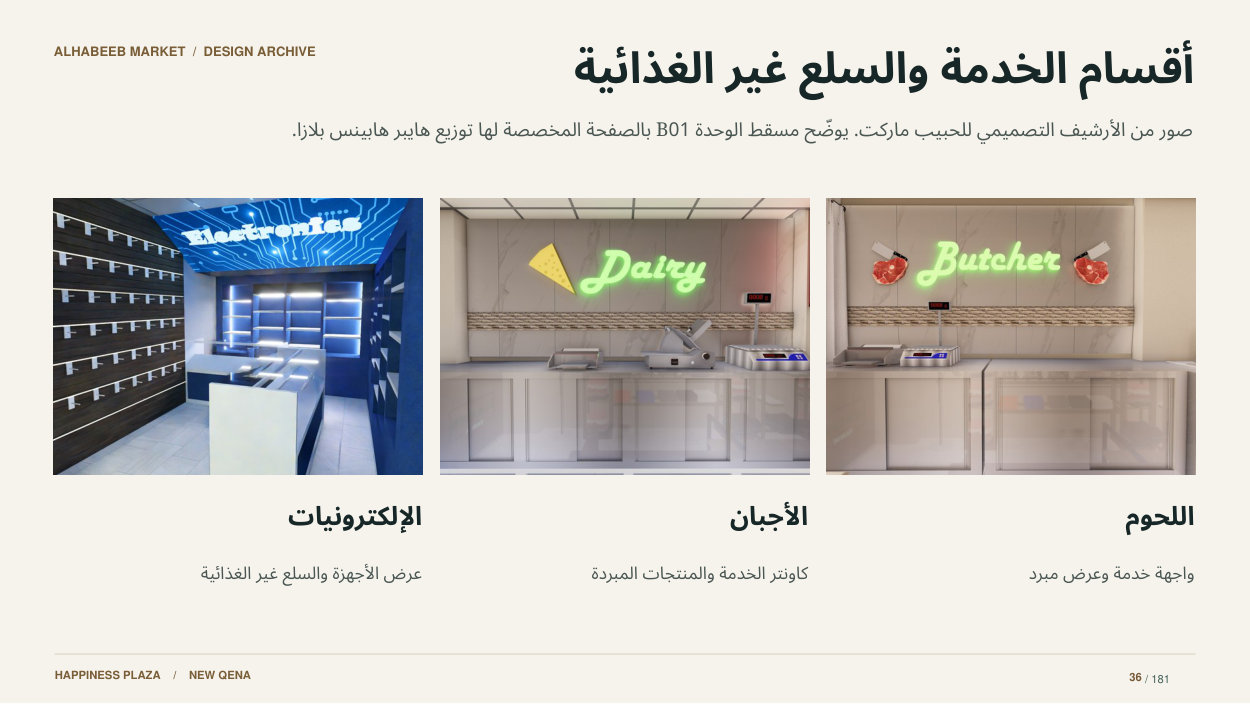 ALHABEEB MARKET / DESIGN ARCHIVE
أقسام الخدمة والسلع غير الغذائية
صور من الأرشيف التصميمي للحبيب ماركت. يوضّح مسقط الوحدة B01 بالصفحة المخصصة لها توزيع هايبر هابينس بلازا.
Butcher
Dairy
Electronics
اللحوم
الأجبان
الإلكترونيات
واجهة خدمة وعرض مبرد
كاونتر الخدمة والمنتجات المبردة
عرض الأجهزة والسلع غير الغذائية
HAPPINESS PLAZA / NEW QENA
36 / 181